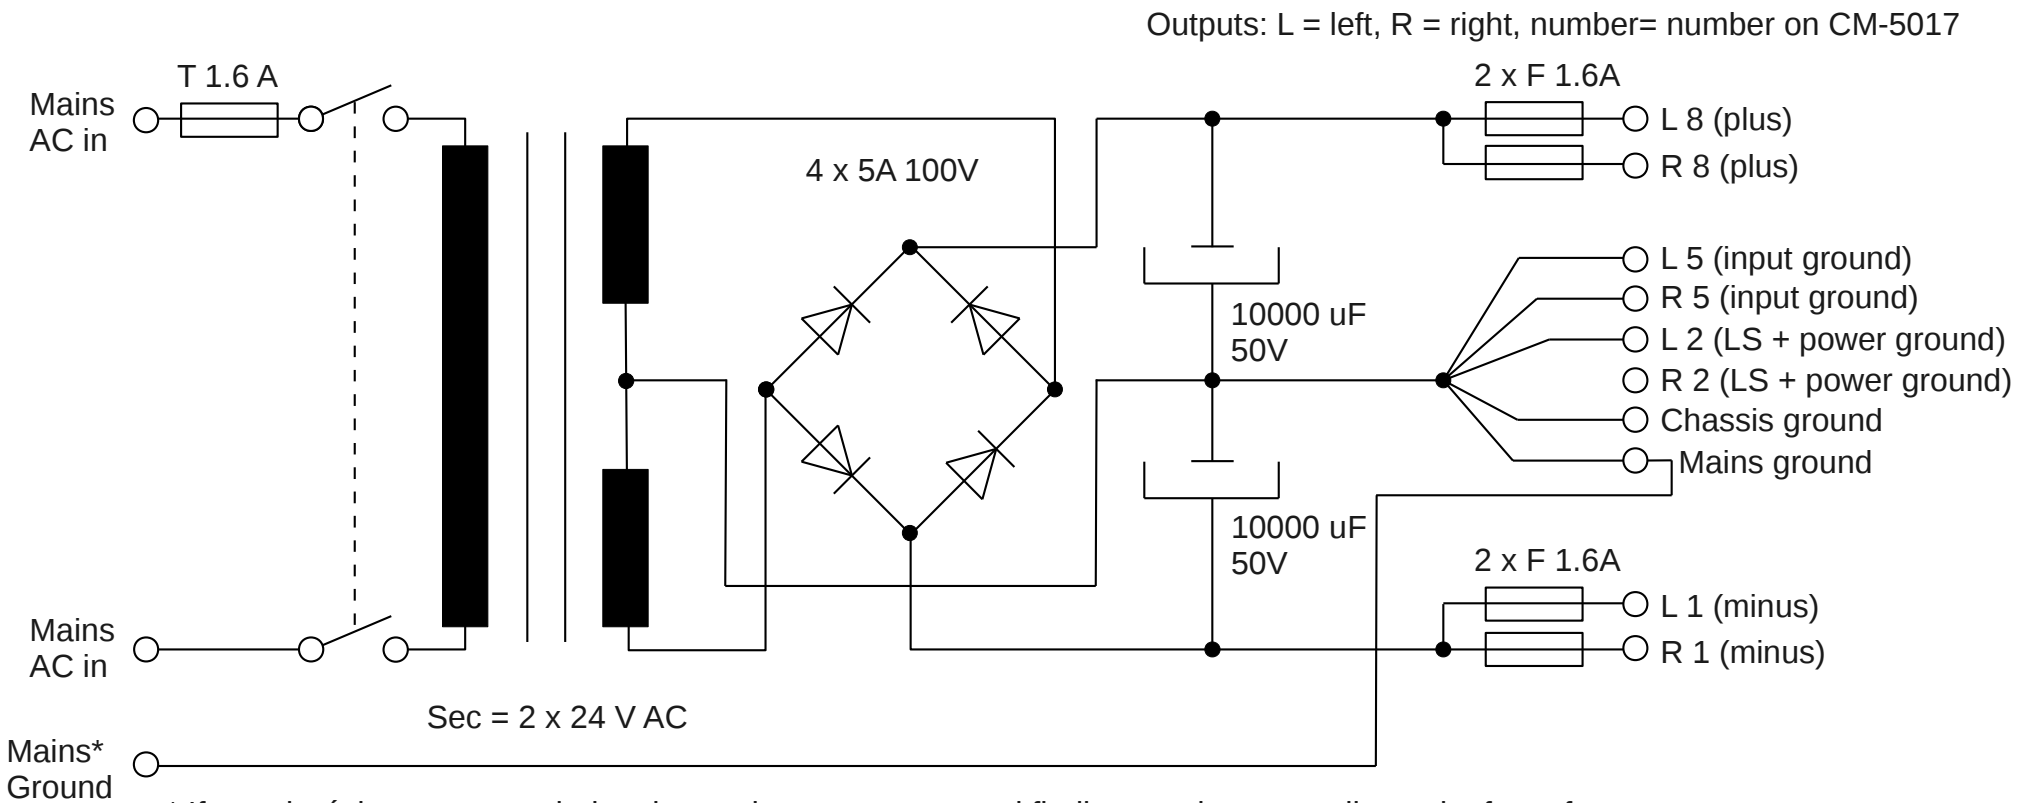 Outputs: L = left, R = right, number= number on CM-5017
T 1.6 A
2 x F 1.6A
Mains
AC in
L 8 (plus)
R 8 (plus)
4 x 5A 100V
L 5 (input ground)
R 5 (input ground)
10000 uF
50V
L 2 (LS + power ground)
R 2 (LS + power ground)
Chassis ground
Mains ground
10000 uF
50V
2 x F 1.6A
L 1 (minus)
R 1 (minus)
Mains
AC in
Sec = 2 x 24 V AC
Mains*
Ground